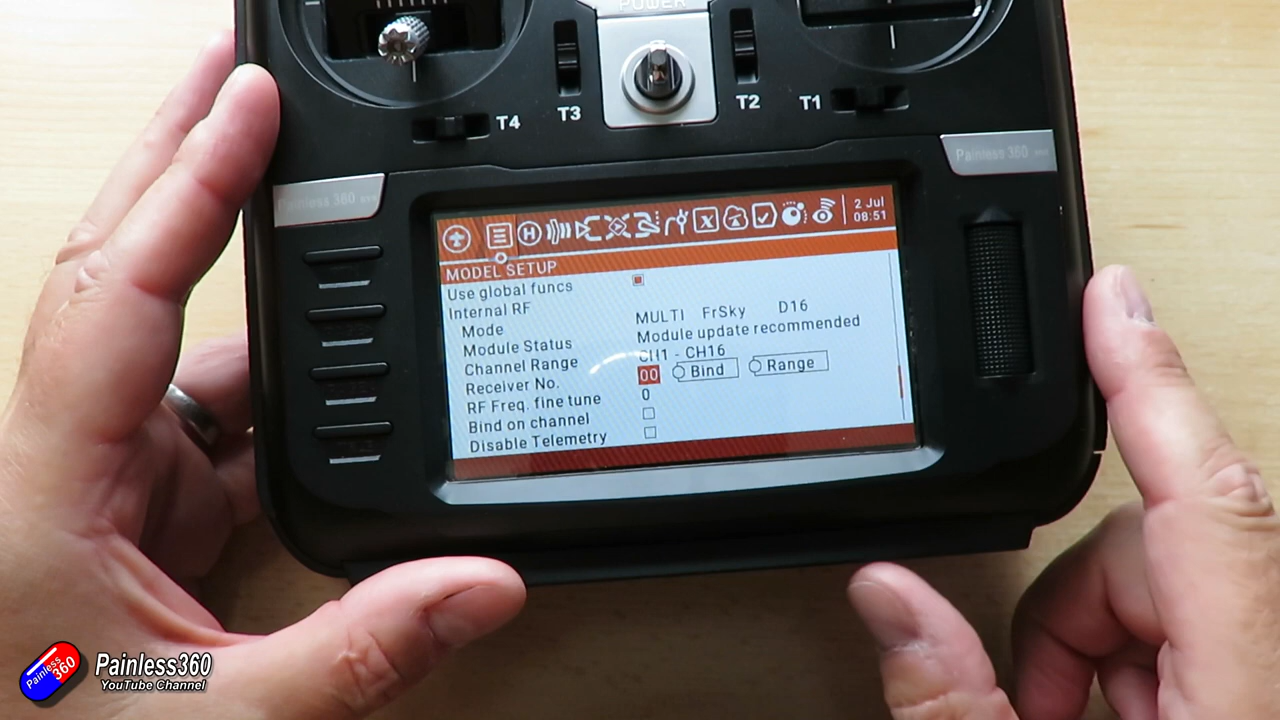 POWER
T4
T3
T2
T1
Painless 360
Painless 360
2 Jul
08:51
MODEL SETUP
Use global funcs
Internal RF
Mode MULTI FrSky D16
Module Status Module update recommended
Channel Range CH1 - CH16
Receiver No. 00 Bind Range
RF Freq. fine tune 0
Bind on channel
Disable Telemetry
Painless 360
Painless360
YouTube Channel